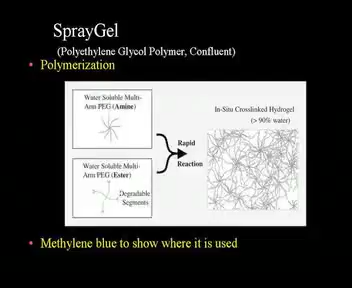 SprayGel
(Polyethylene Glycol Polymer, Confluent)
• Polymerization
Water Soluble Multi-
Arm PEG (Amine)
Water Soluble Multi-
Arm PEG (Ester)
Degradable
Segments
Rapid
Reaction
In-Situ Crosslinked Hydrogel
(> 90% water)
• Methylene blue to show where it is used